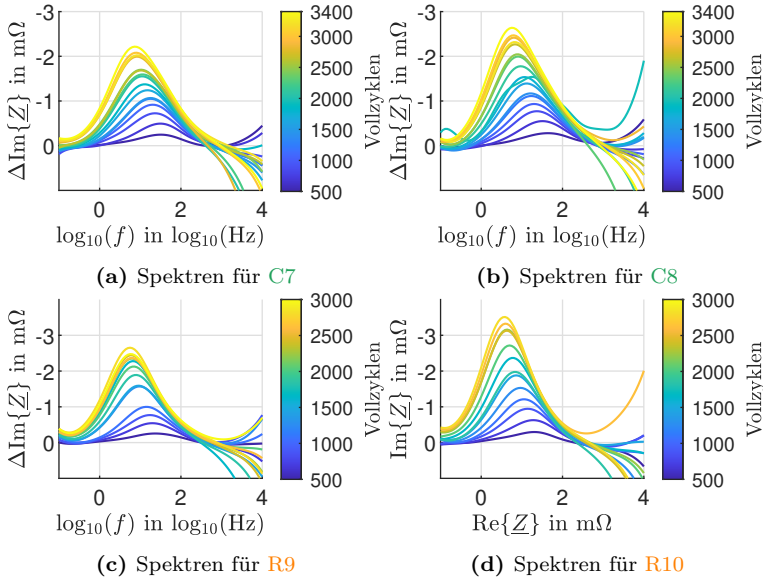 -3
-2
-1
0
ΔIm{Z} in mΩ
0 2 4
log₁₀(f) in log₁₀(Hz)
3400
3000
2500
2000
1500
1000
500
Vollzyklen
(a) Spektren für C7
-3
-2
-1
0
ΔIm{Z} in mΩ
0 2 4
log₁₀(f) in log₁₀(Hz)
3400
3000
2500
2000
1500
1000
500
Vollzyklen
(b) Spektren für C8
-3
-2
-1
0
ΔIm{Z} in mΩ
0 2 4
log₁₀(f) in log₁₀(Hz)
3000
2500
2000
1500
1000
500
Vollzyklen
(c) Spektren für R9
-3
-2
-1
0
Im{Z} in mΩ
0 2 4
Re{Z} in mΩ
3000
2500
2000
1500
1000
500
Vollzyklen
(d) Spektren für R10